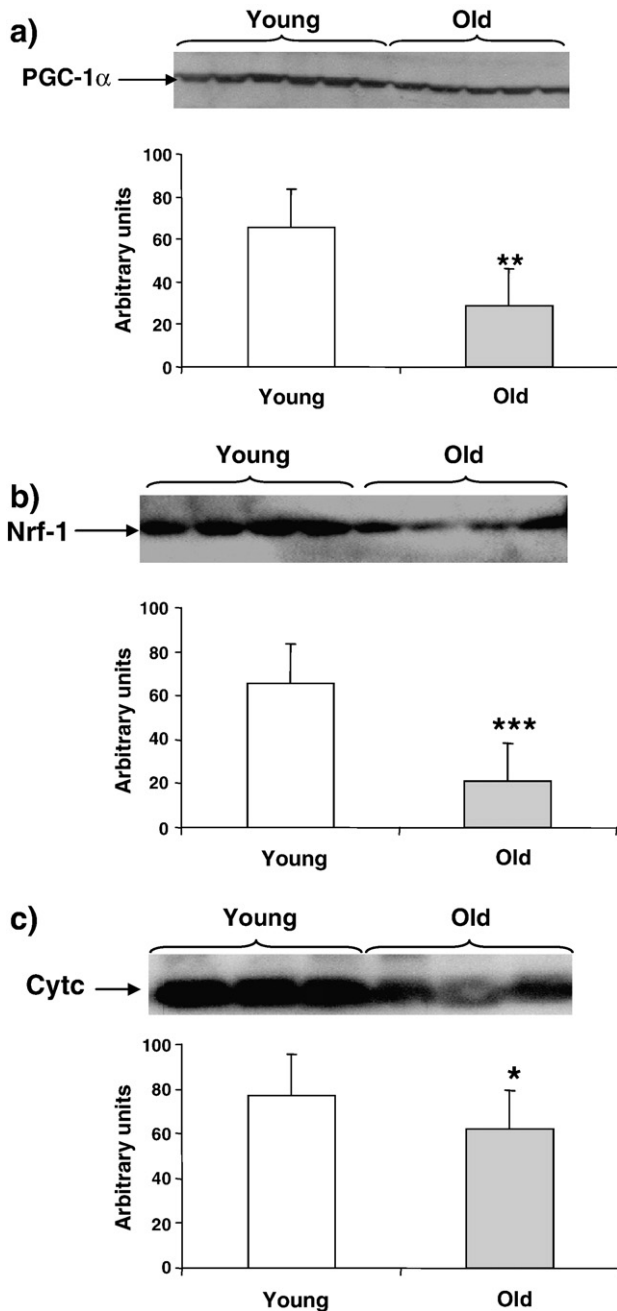 a)
Young Old
PGC-1α
Arbitrary units
100
80
60
40
20
0
**
Young Old
b)
Young Old
Nrf-1
Arbitrary units
100
80
60
40
20
0
***
Young Old
c)
Young Old
Cytc
Arbitrary units
100
80
60
40
20
0
*
Young Old